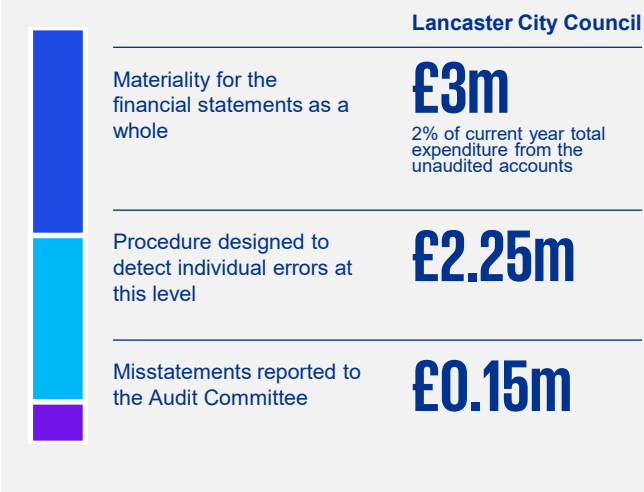 Lancaster City Council
Materiality for the
financial statements as a
whole
£3m
2% of current year total
expenditure from the
unaudited accounts
Procedure designed to
detect individual errors at
this level
£2.25m
Misstatements reported to
the Audit Committee
£0.15m